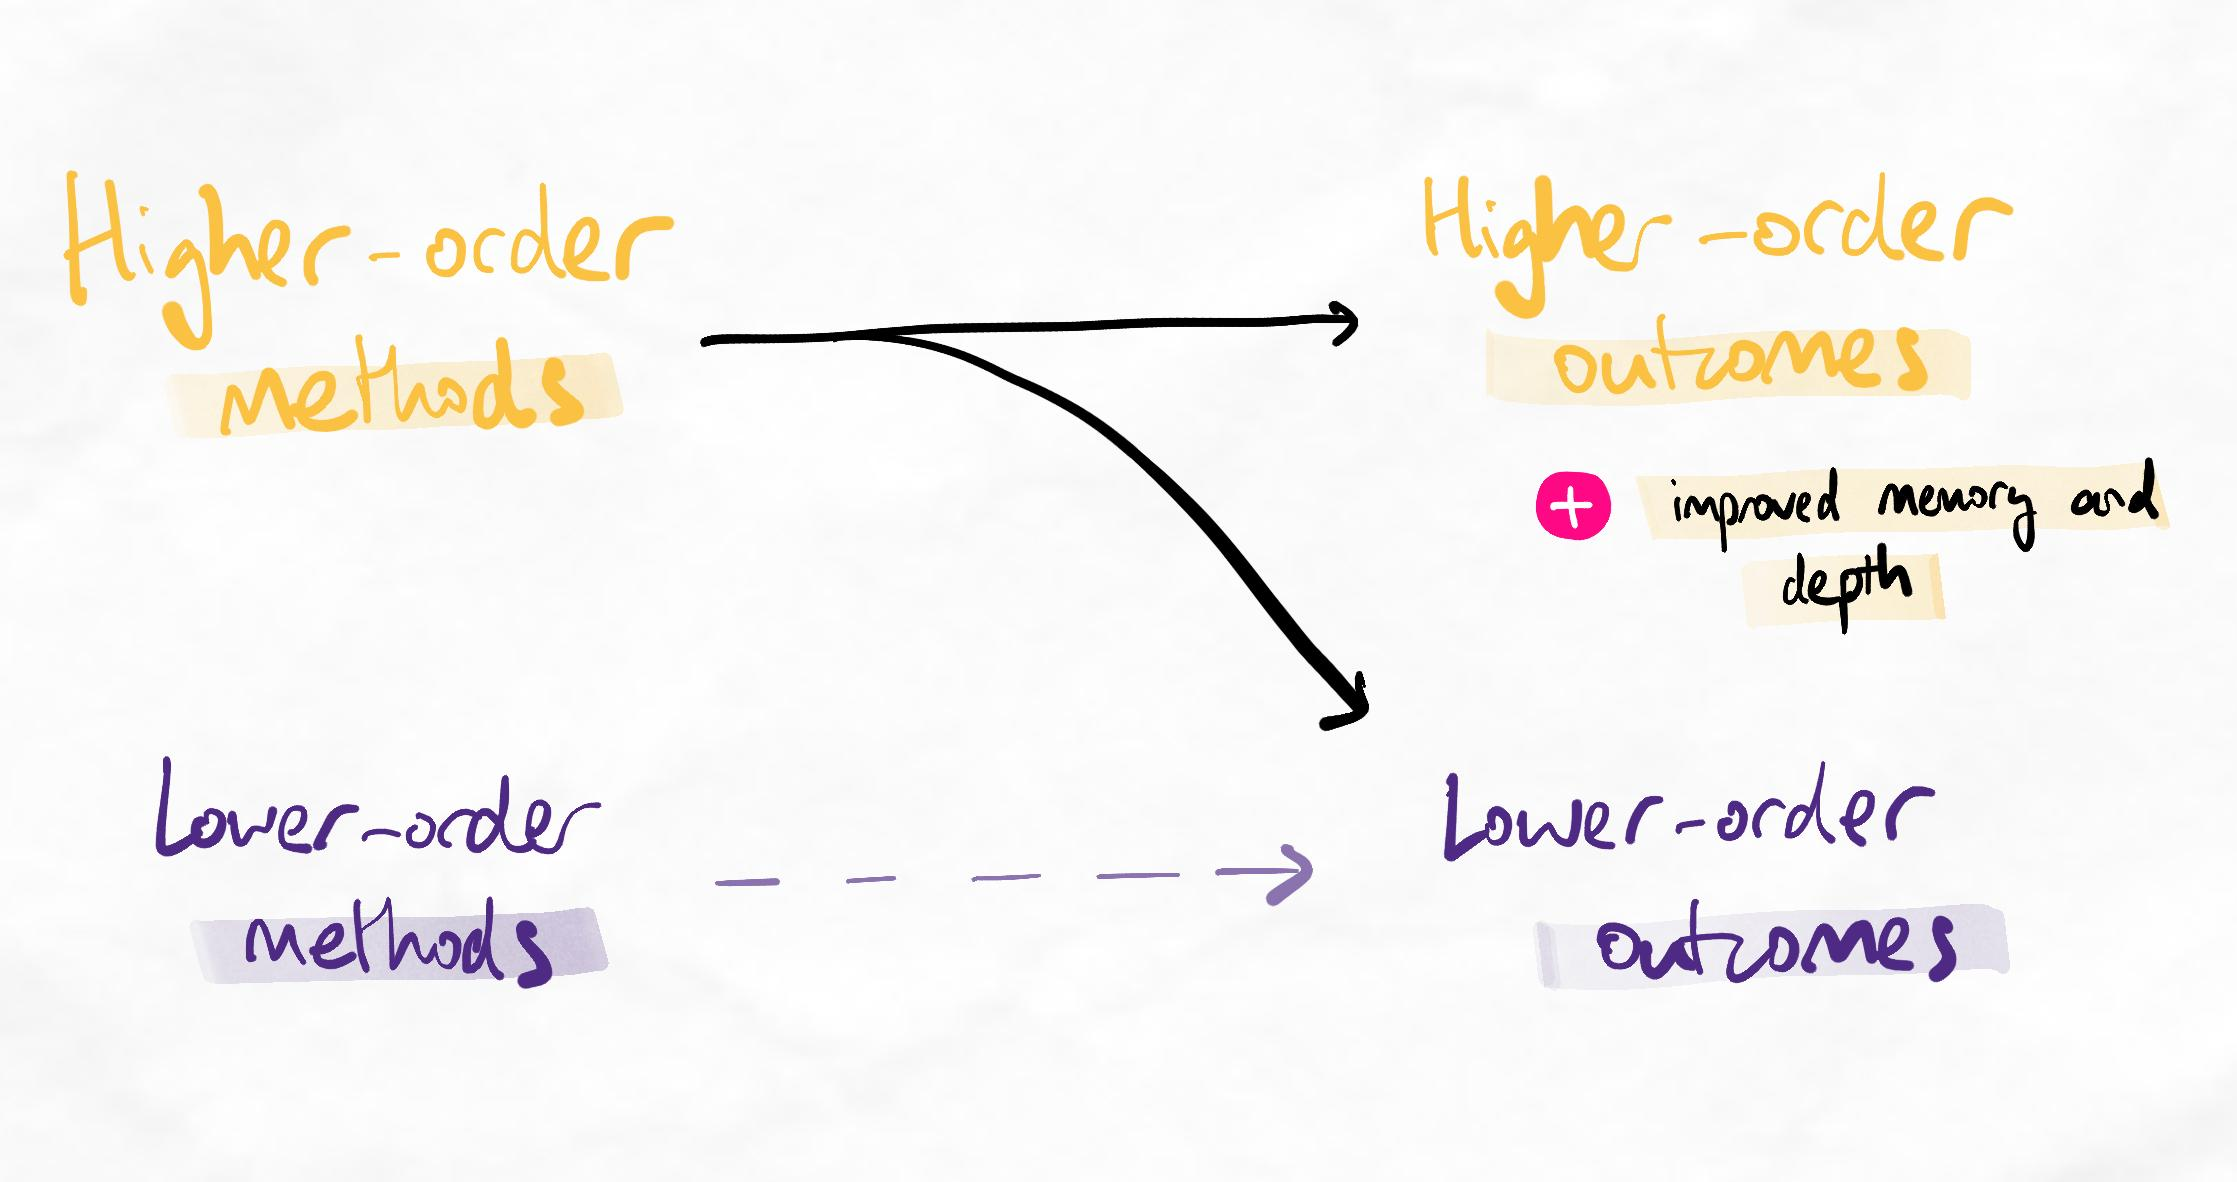 Higher-order
methods
Higher-order
outcomes
+ improved memory and
depth
Lower-order
methods
Lower-order
outcomes